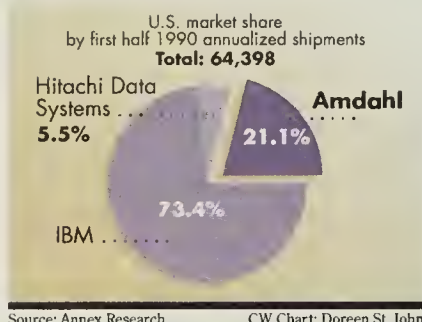 U.S. market share
by first half 1990 annualized shipments
Total: 64,398
Hitachi Data
Systems ...
5.5%
Amdahl
21.1%
73.4%
IBM ........
Source: Annex Research
CW Chart: Doreen St. John